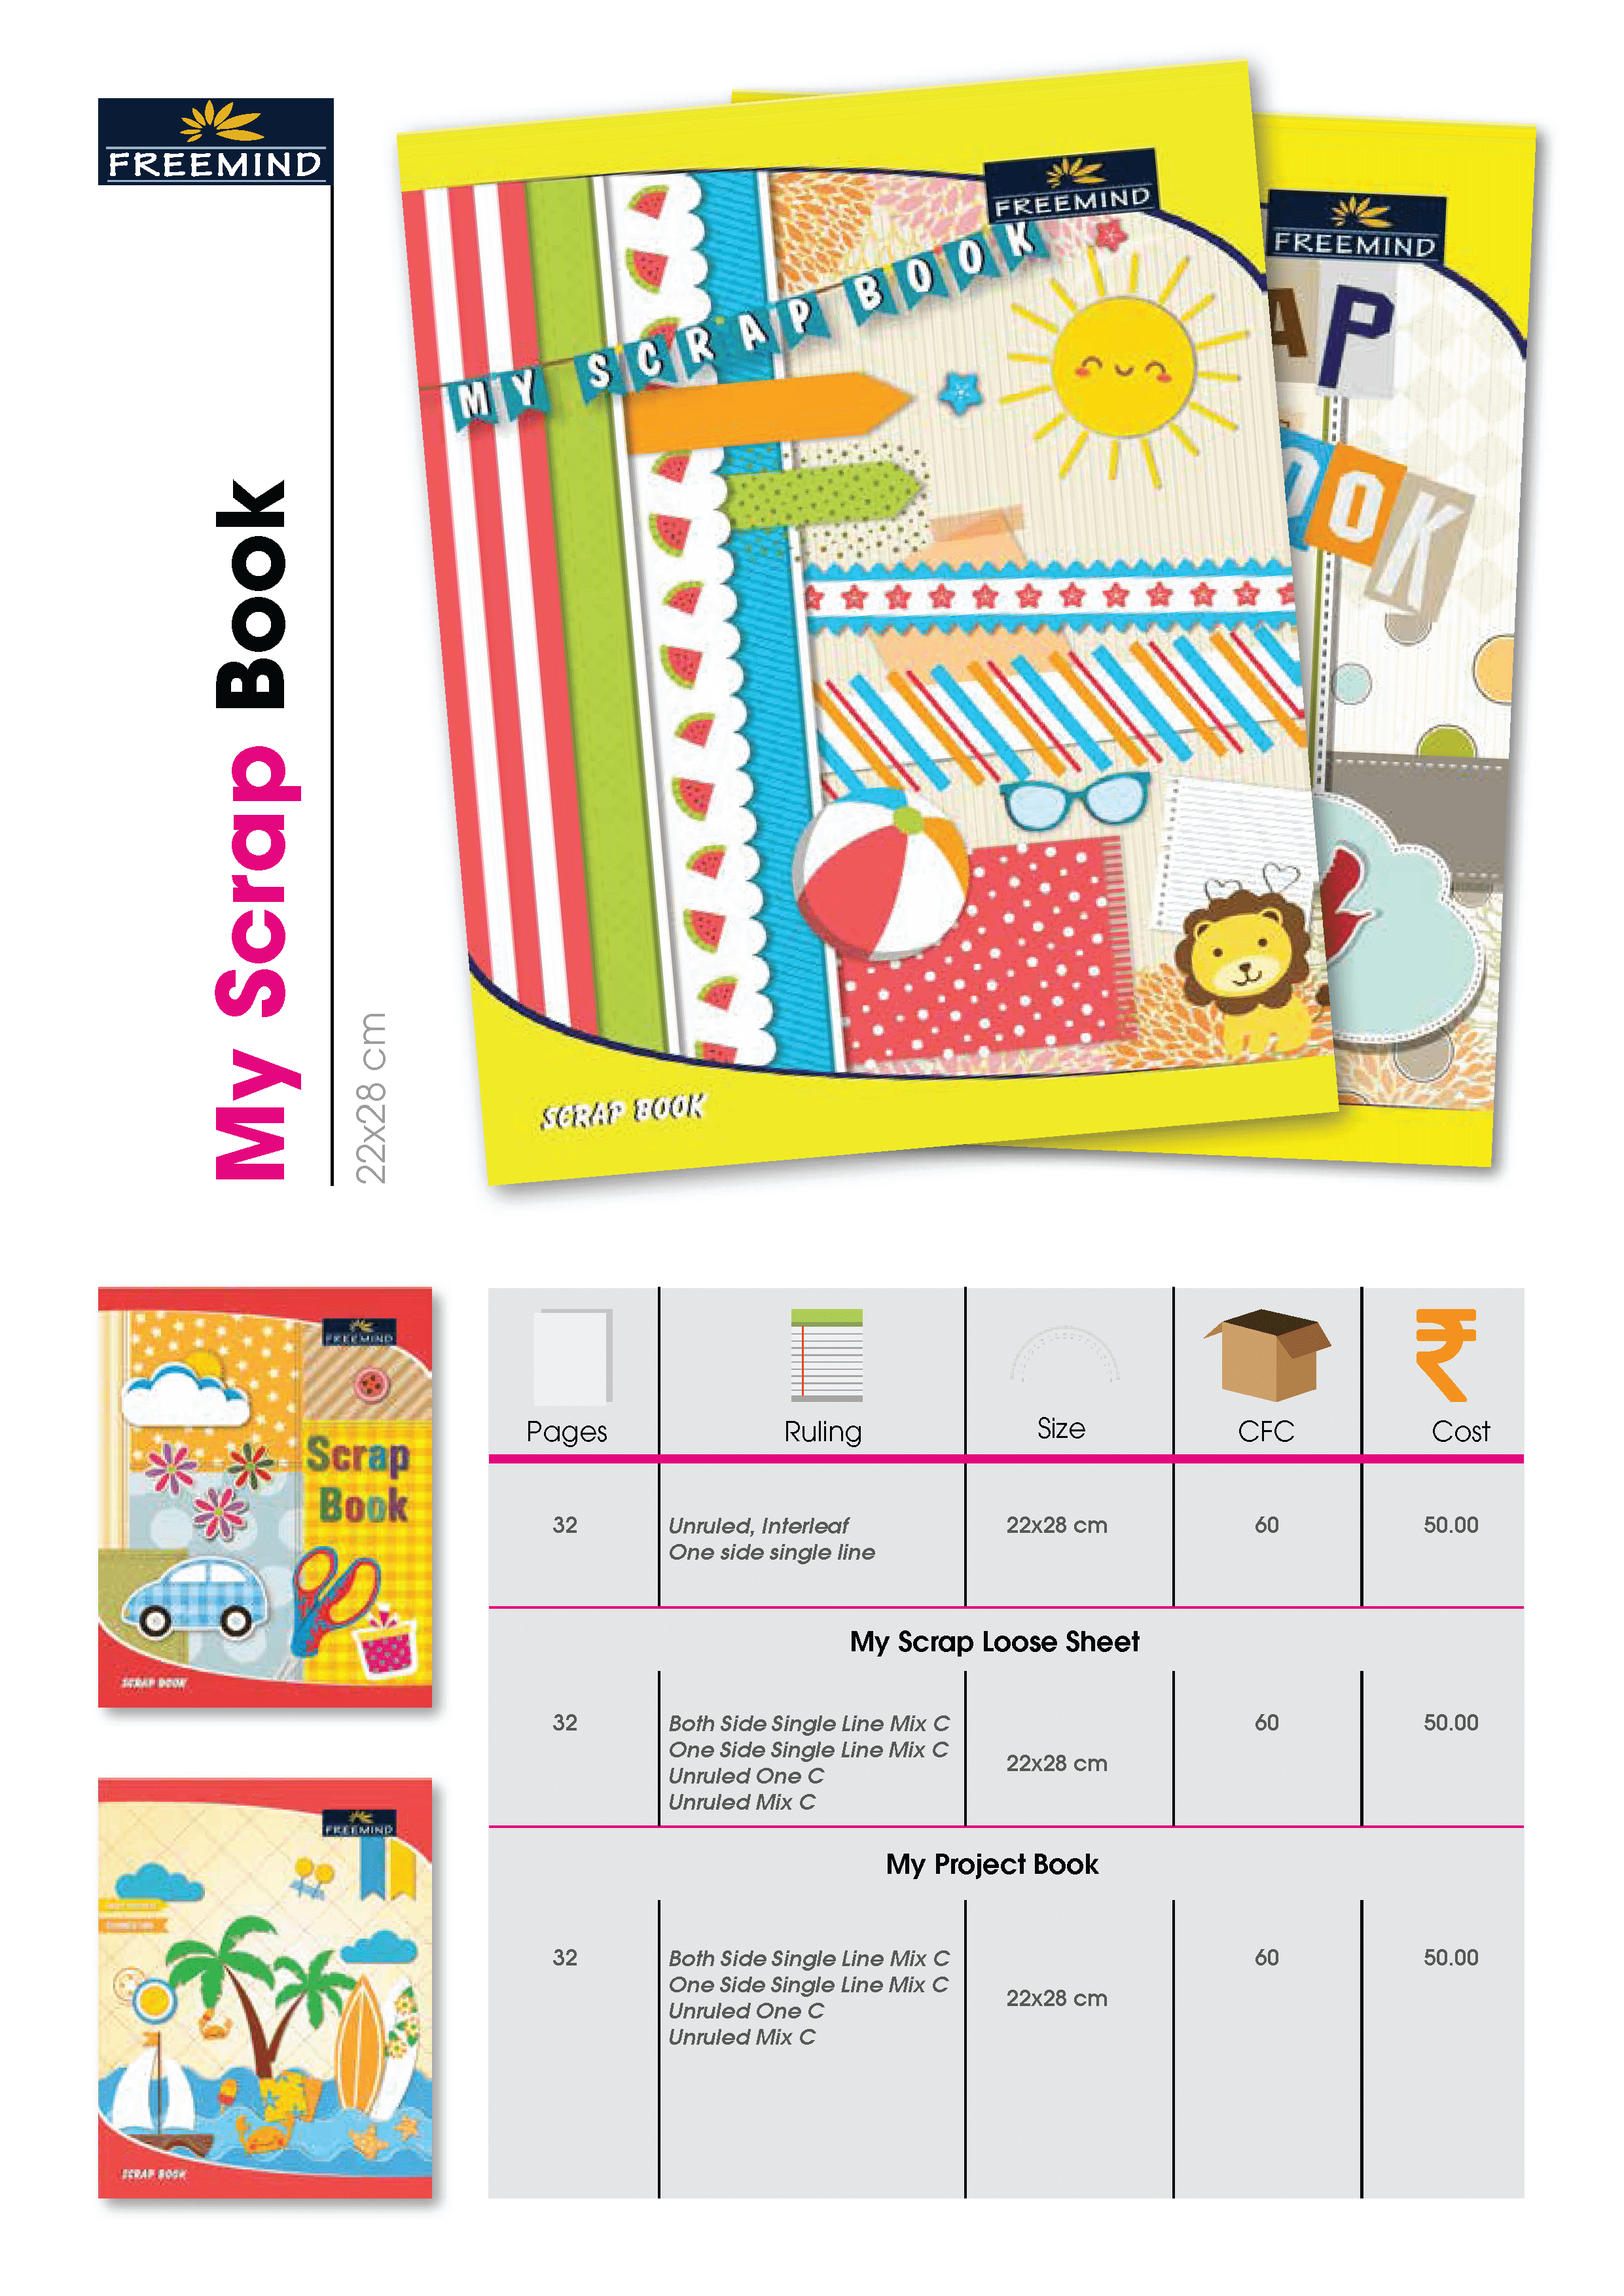 FREEMIND
My Scrap Book
22x28 cm
FREEMIND
MY SCRAP BOOK
SCRAP BOOK
FREEMIND
AP
OOK
FREEMIND
Scrap
Book
SCRAP BOOK
FREEMIND
SCRAP BOOK
Pages Ruling Size CFC Cost
32 Unruled, Interleaf 22x28 cm 60 50.00
One side single line
My Scrap Loose Sheet
32 Both Side Single Line Mix C 60 50.00
One Side Single Line Mix C
22x28 cm
Unruled One C
Unruled Mix C
My Project Book
32 Both Side Single Line Mix C 60 50.00
One Side Single Line Mix C
22x28 cm
Unruled One C
Unruled Mix C